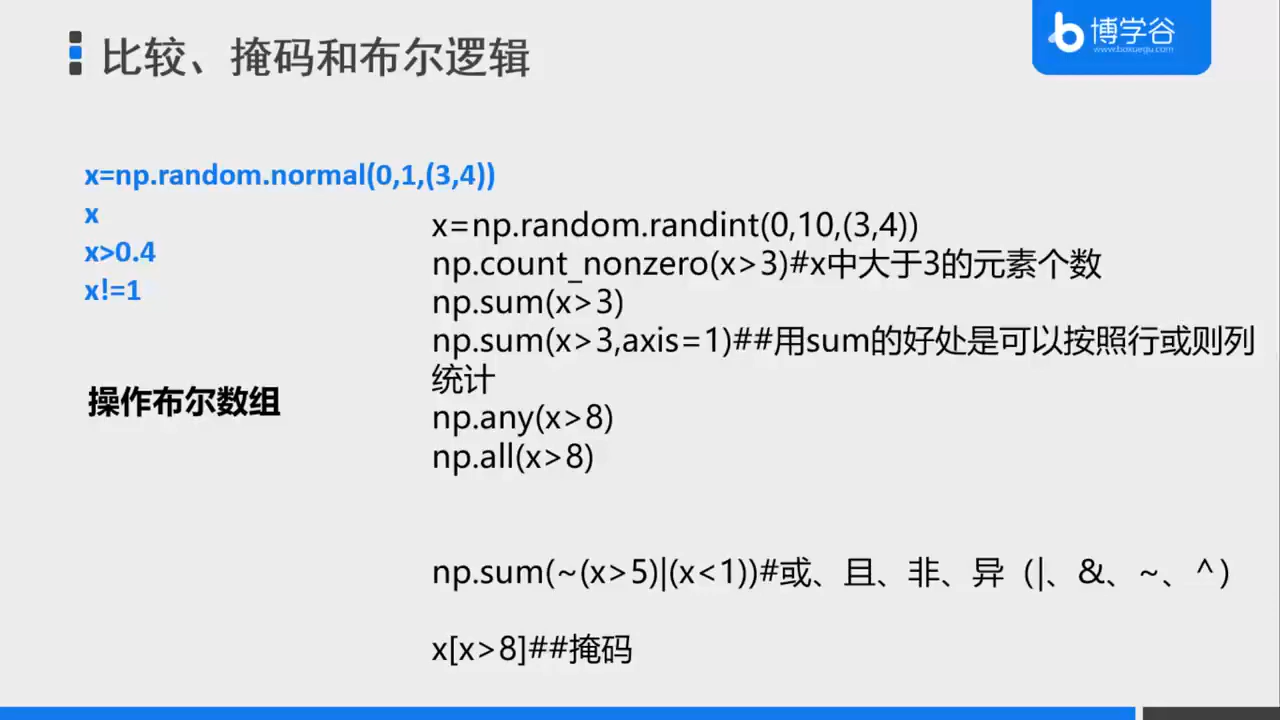 比较、掩码和布尔逻辑
博学谷
www.boxuegu.com
x=np.random.normal(0,1,(3,4))
x
x>0.4
x!=1
操作布尔数组
x=np.random.randint(0,10,(3,4))
np.count_nonzero(x>3)#x中大于3的元素个数
np.sum(x>3)
np.sum(x>3,axis=1)##用sum的好处是可以按照行或则列
统计
np.any(x>8)
np.all(x>8)
np.sum(~(x>5)|(x<1))#或、且、非、异（|、&、~、^）
x[x>8]##掩码